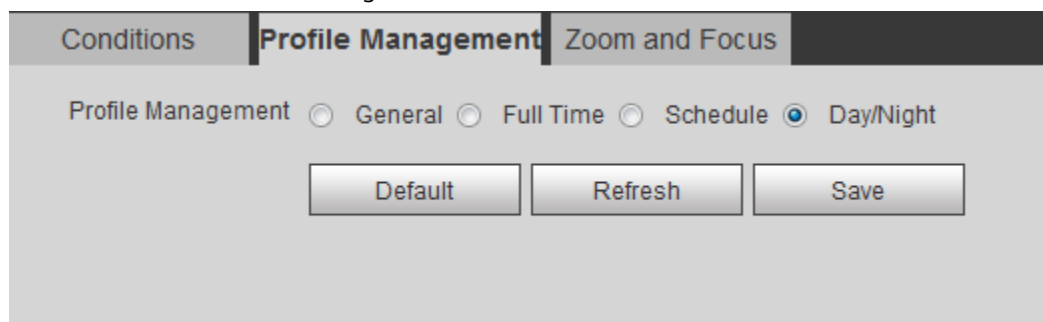 Conditions Profile Management Zoom and Focus
Profile Management General Full Time Schedule Day/Night
Default Refresh Save